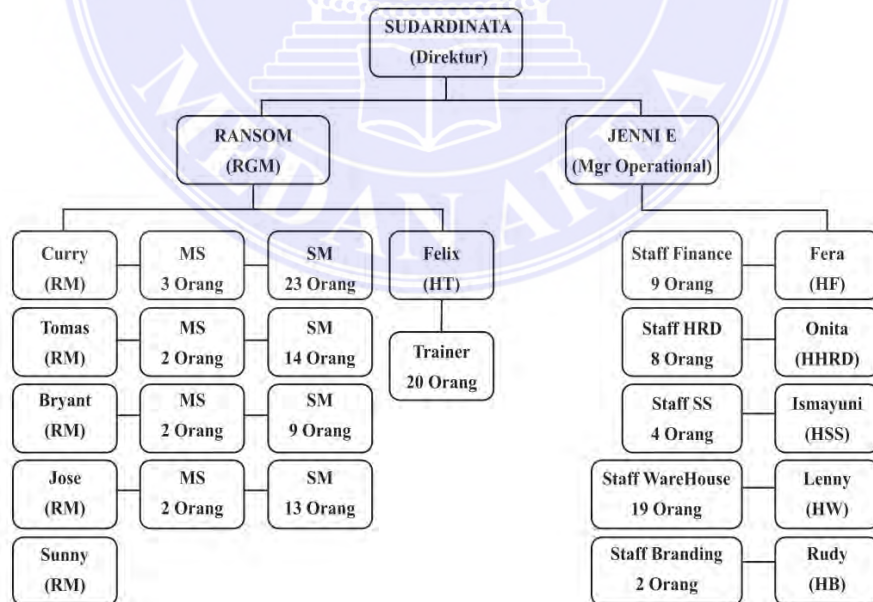 SUDARDINATA
(Direktur)
RANSOM
(RGM)
JENNI E
(Mgr Operational)
Curry
(RM)
MS
3 Orang
SM
23 Orang
Felix
(HT)
Staff Finance
9 Orang
Fera
(HF)
Tomas
(RM)
MS
2 Orang
SM
14 Orang
Trainer
20 Orang
Staff HRD
8 Orang
Onita
(HHRD)
Bryant
(RM)
MS
2 Orang
SM
9 Orang
Staff SS
4 Orang
Ismayuni
(HSS)
Jose
(RM)
MS
2 Orang
SM
13 Orang
Staff WareHouse
19 Orang
Lenny
(HW)
Sunny
(RM)
Staff Branding
2 Orang
Rudy
(HB)
MEDAN AREA